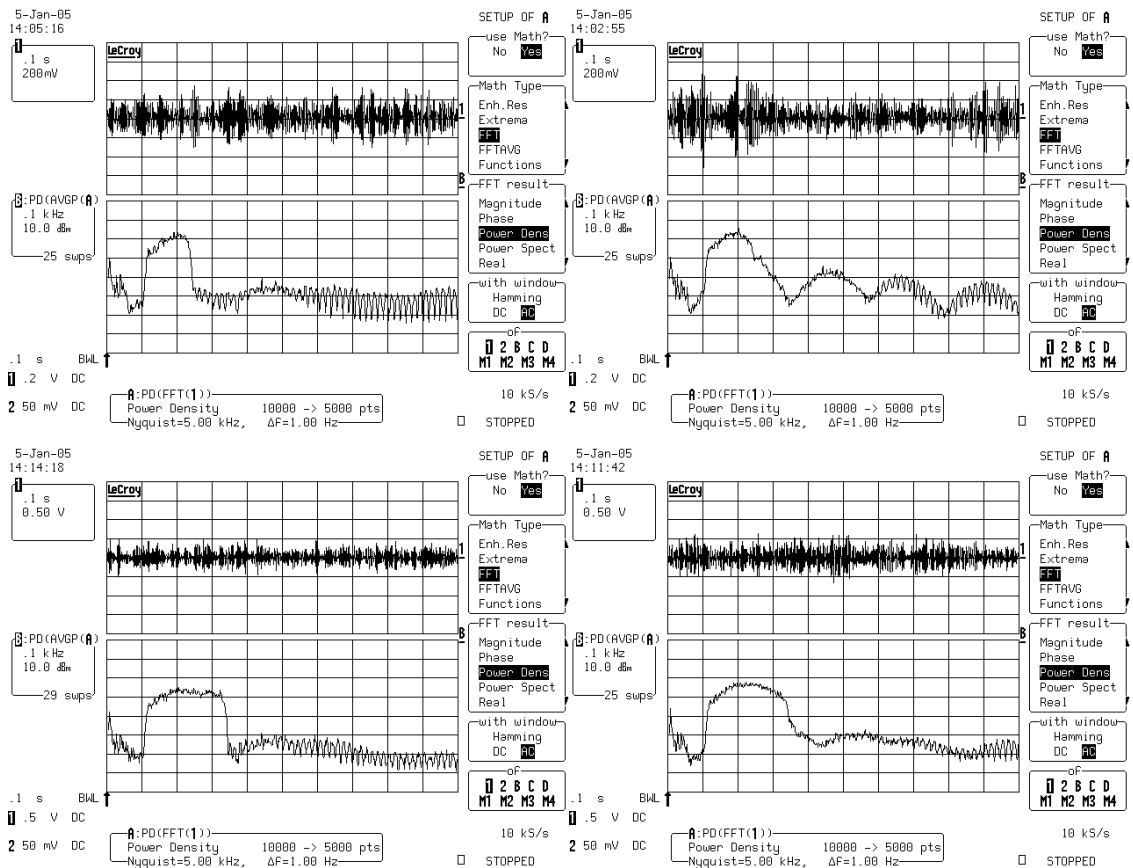 5-Jan-05
14:05:16
1
.1 s
200mV
LeCroy
1
B
B:PD(AVGP(A)
.1 kHz
10.0 dBm
25 swps
SETUP OF A
use Math?
No Yes
Math Type
Enh.Res
Extrema
FFT
FFTAVG
Functions
FFT result
Magnitude
Phase
Power Dens
Power Spect
Real
with window
Hamming
DC AC
of
1 2 B C D
M1 M2 M3 M4
.1 s BWL
1 .2 V DC
2 50 mV DC
A:PD(FFT(1))
Power Density 10000 -> 5000 pts
Nyquist=5.00 kHz, ΔF=1.00 Hz
10 kS/s
STOPPED
5-Jan-05
14:02:55
1
.1 s
200mV
LeCroy
1
B
B:PD(AVGP(A)
.1 kHz
10.0 dBm
25 swps
SETUP OF A
use Math?
No Yes
Math Type
Enh.Res
Extrema
FFT
FFTAVG
Functions
FFT result
Magnitude
Phase
Power Dens
Power Spect
Real
with window
Hamming
DC AC
of
1 2 B C D
M1 M2 M3 M4
.1 s BWL
1 .2 V DC
2 50 mV DC
A:PD(FFT(1))
Power Density 10000 -> 5000 pts
Nyquist=5.00 kHz, ΔF=1.00 Hz
10 kS/s
STOPPED
5-Jan-05
14:14:18
1
.1 s
0.50 V
LeCroy
1
B
B:PD(AVGP(A)
.1 kHz
10.0 dBm
29 swps
SETUP OF A
use Math?
No Yes
Math Type
Enh.Res
Extrema
FFT
FFTAVG
Functions
FFT result
Magnitude
Phase
Power Dens
Power Spect
Real
with window
Hamming
DC AC
of
1 2 B C D
M1 M2 M3 M4
.1 s BWL
1 .5 V DC
2 50 mV DC
A:PD(FFT(1))
Power Density 10000 -> 5000 pts
Nyquist=5.00 kHz, ΔF=1.00 Hz
10 kS/s
STOPPED
5-Jan-05
14:11:42
1
.1 s
0.50 V
LeCroy
1
B
B:PD(AVGP(A)
.1 kHz
10.0 dBm
25 swps
SETUP OF A
use Math?
No Yes
Math Type
Enh.Res
Extrema
FFT
FFTAVG
Functions
FFT result
Magnitude
Phase
Power Dens
Power Spect
Real
with window
Hamming
DC AC
of
1 2 B C D
M1 M2 M3 M4
.1 s BWL
1 .5 V DC
2 50 mV DC
A:PD(FFT(1))
Power Density 10000 -> 5000 pts
Nyquist=5.00 kHz, ΔF=1.00 Hz
10 kS/s
STOPPED